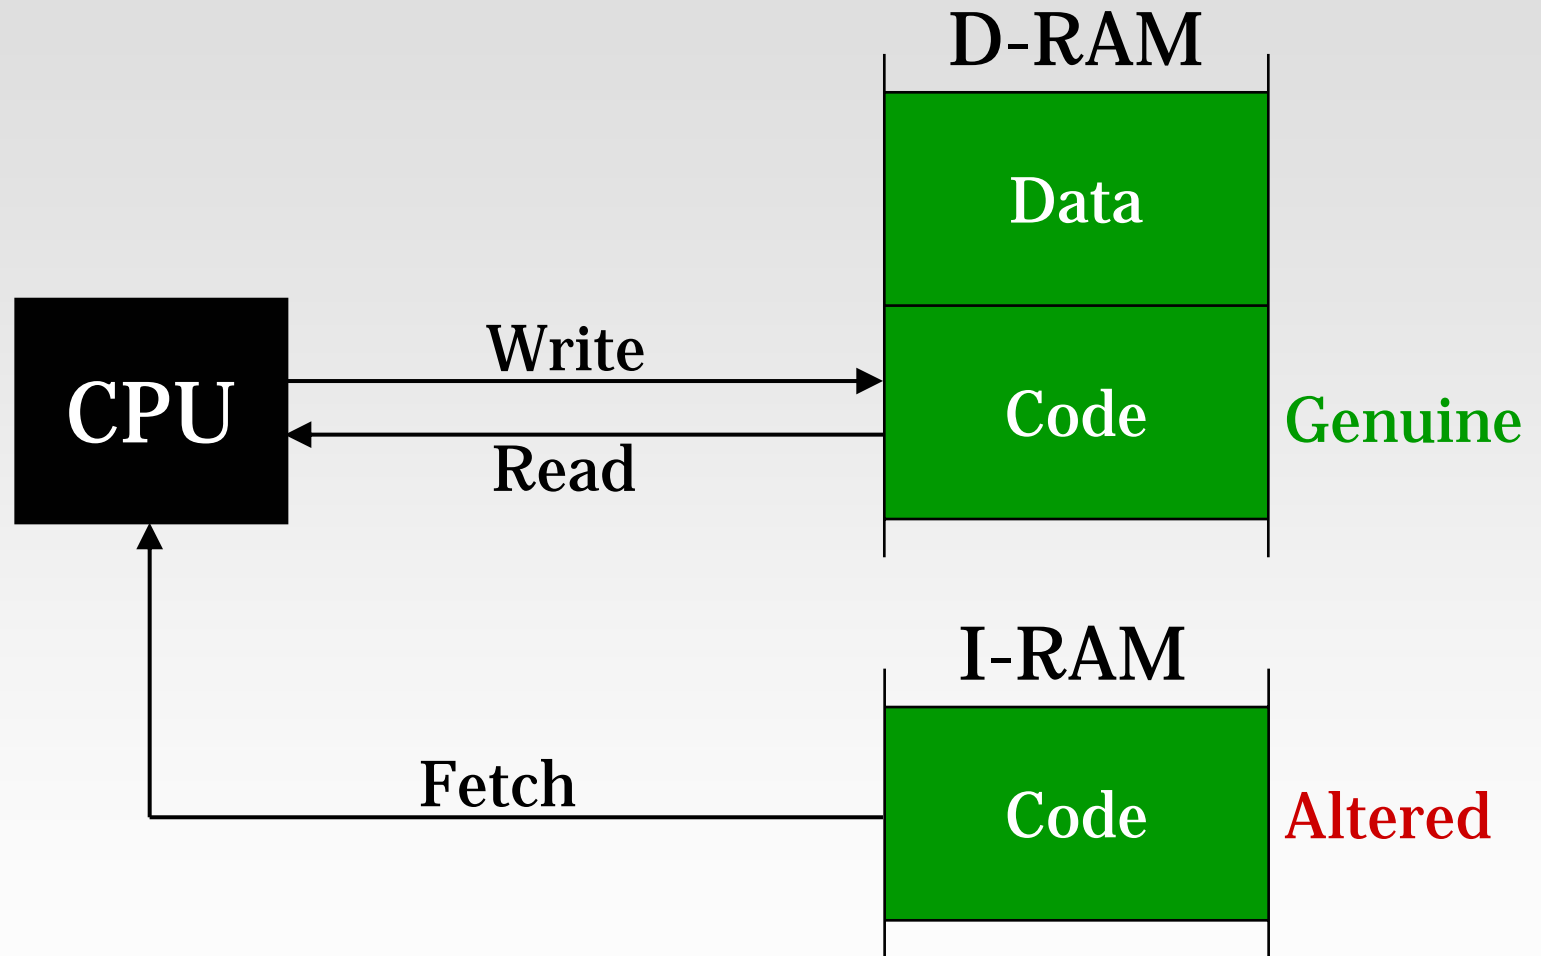 D-RAM
Data
Write
CPU
Code
Genuine
Read
I-RAM
Fetch
Code
Altered